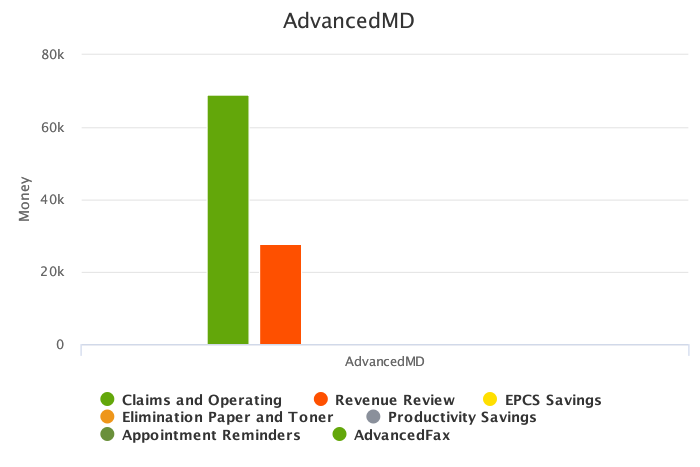 AdvancedMD
80k
60k
40k
20k
0
Money
AdvancedMD
Claims and Operating Revenue Review EPCS Savings
Elimination Paper and Toner Productivity Savings
Appointment Reminders AdvancedFax